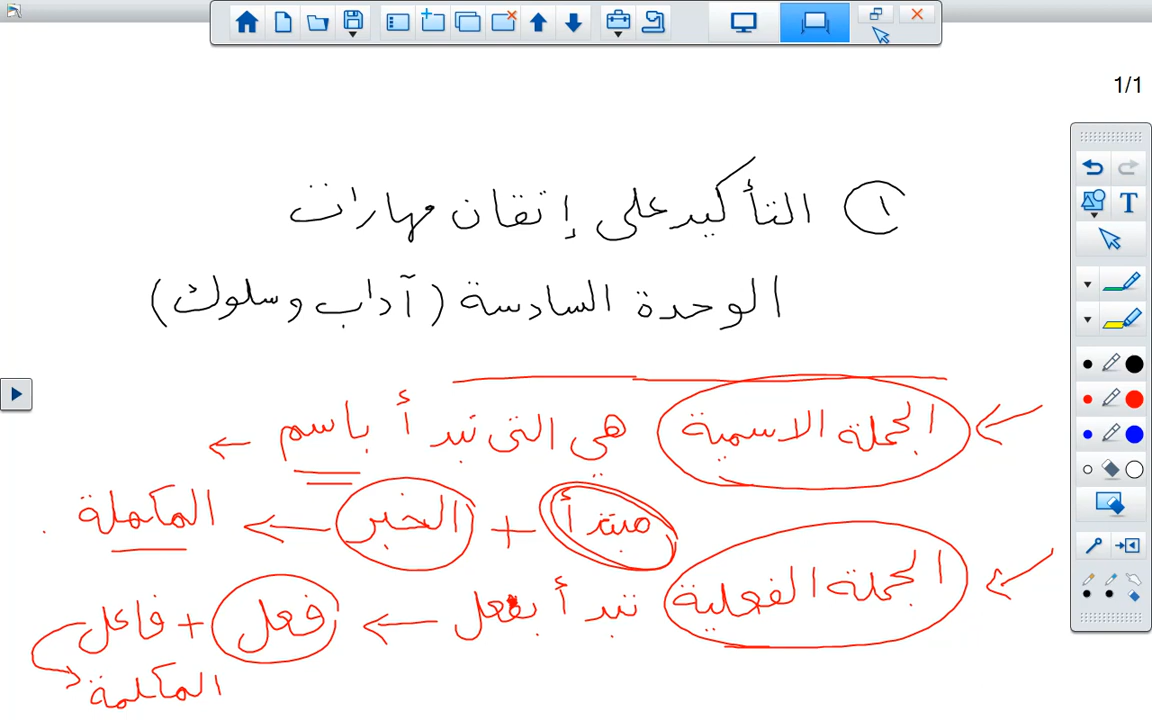 1/1
١ التأكيد على إتقان مهارات
الوحدة السادسة (آداب وسلوك)
الجملة الاسمية هي التي تبدأ باسم ←
مبتدأ + الخبر ← المكملة
الجملة الفعلية تبدأ بفعل ← فعل + فاعل
المكلمة
T